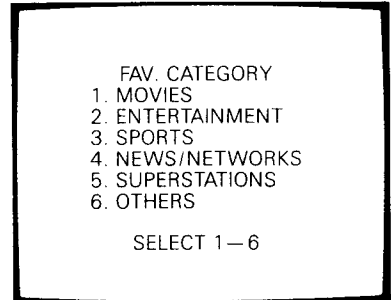 FAV. CATEGORY
1. MOVIES
2. ENTERTAINMENT
3. SPORTS
4. NEWS/NETWORKS
5. SUPERSTATIONS
6. OTHERS
SELECT 1—6